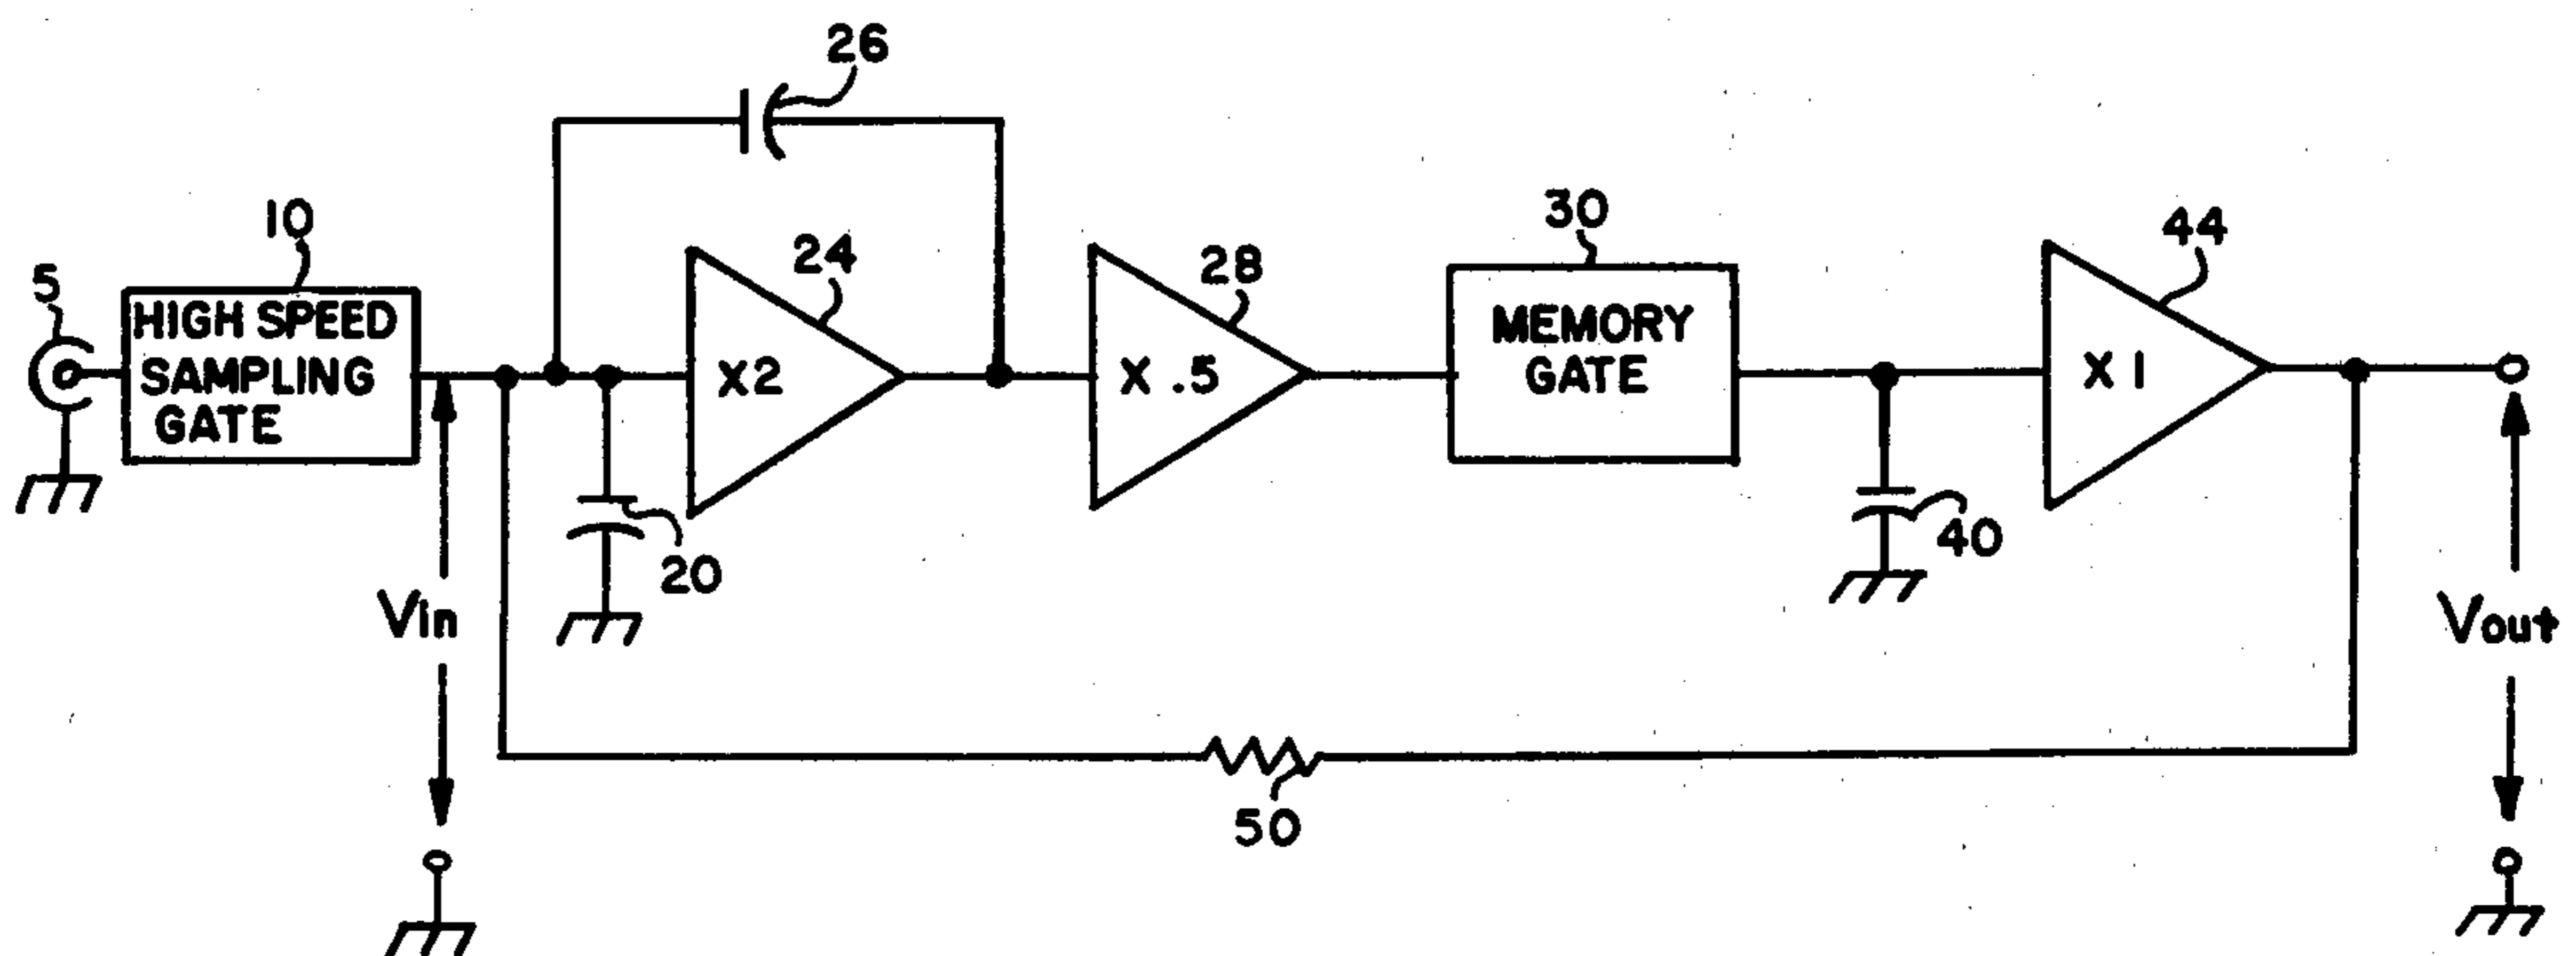 26
10
5
HIGH SPEED
SAMPLING
GATE
24
X2
28
X .5
30
MEMORY
GATE
44
X 1
20
40
Vin
Vout
50